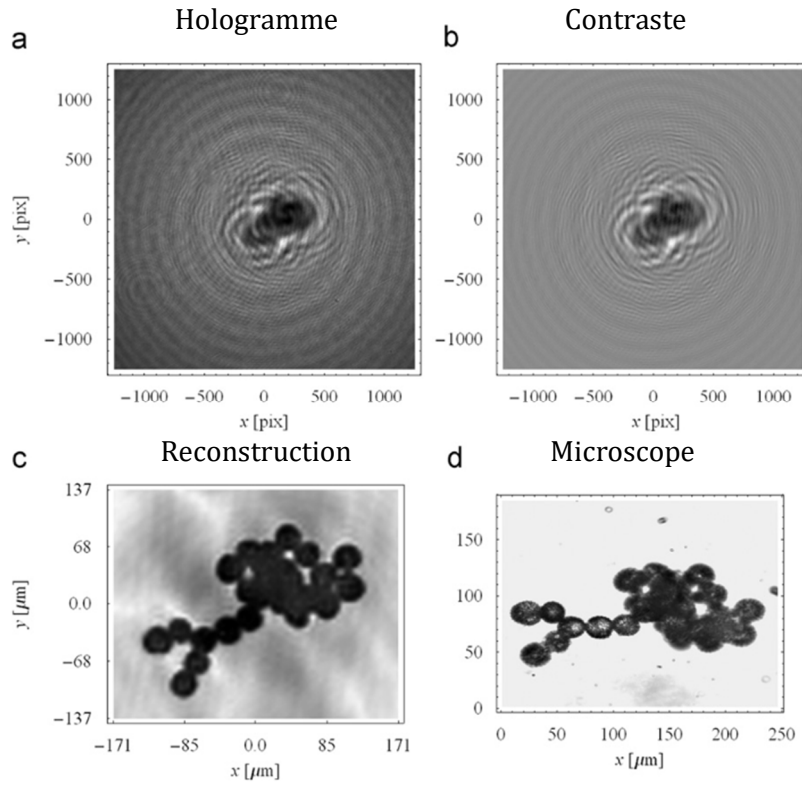 a Hologramme
b Contraste
1000
500
0
−500
−1000
y [pix]
−1000 −500 0 500 1000
x [pix]
1000
500
0
−500
−1000
−1000 −500 0 500 1000
x [pix]
c Reconstruction
d Microscope
137
68
0.0
−68
−137
y [μm]
−171 −85 0.0 85 171
x [μm]
150
100
50
0
0 50 100 150 200 250
x [μm]